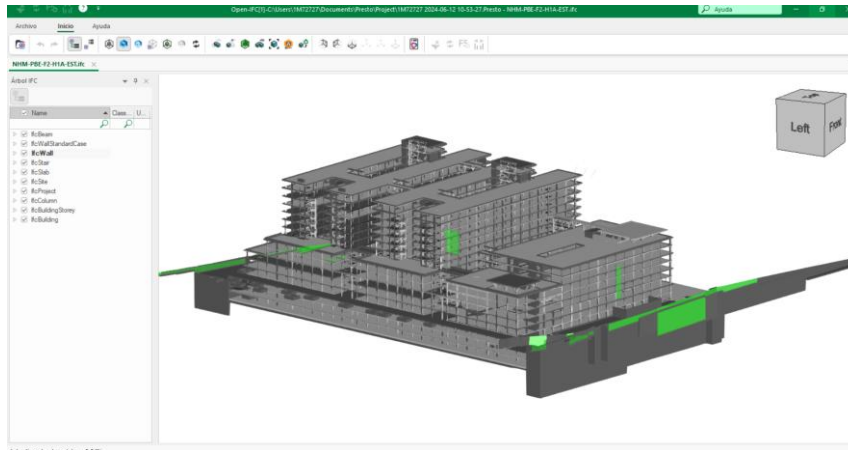 Open-IFC[1]-C:\Users\1M72727\Documents\Presto\Project\1M72727 2024-06-12 10-53-27.Presto - NHM-PBE-F2-H1A-EST.ifc
Ayuda
Archivo Inicio Ayuda
NHM-PBE-F2-H1A-EST.ifc
Árbol IFC
Name Class... U...
IfcBeam
IfcWallStandardCase
IfcWall
IfcStair
IfcSlab
IfcSite
IfcProject
IfcColumn
IfcBuildingStorey
IfcBuilding
Left Front